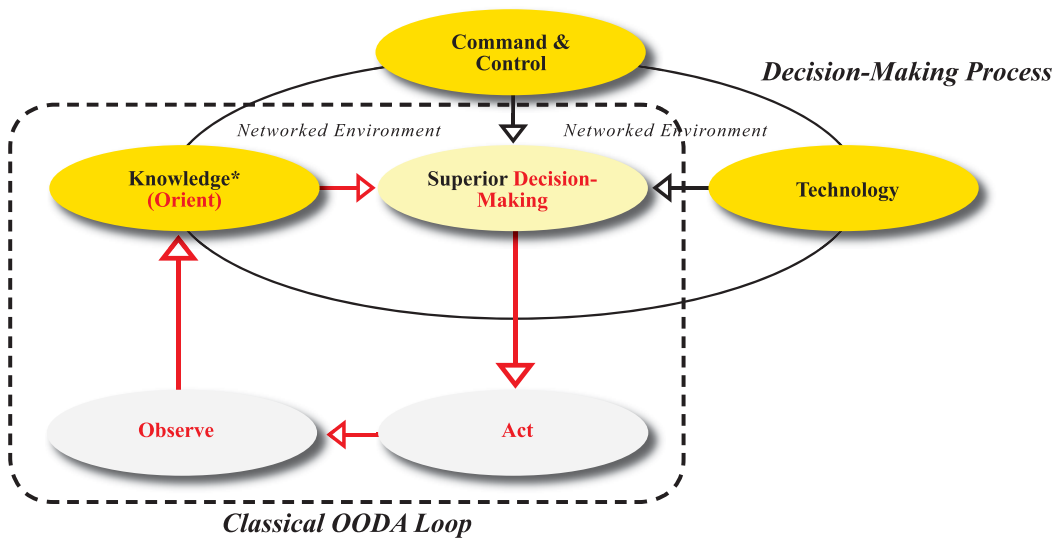 Command &
Control
Decision-Making Process
Networked Environment
Networked Environment
Knowledge*
(Orient)
Superior Decision-
Making
Technology
Observe
Act
Classical OODA Loop